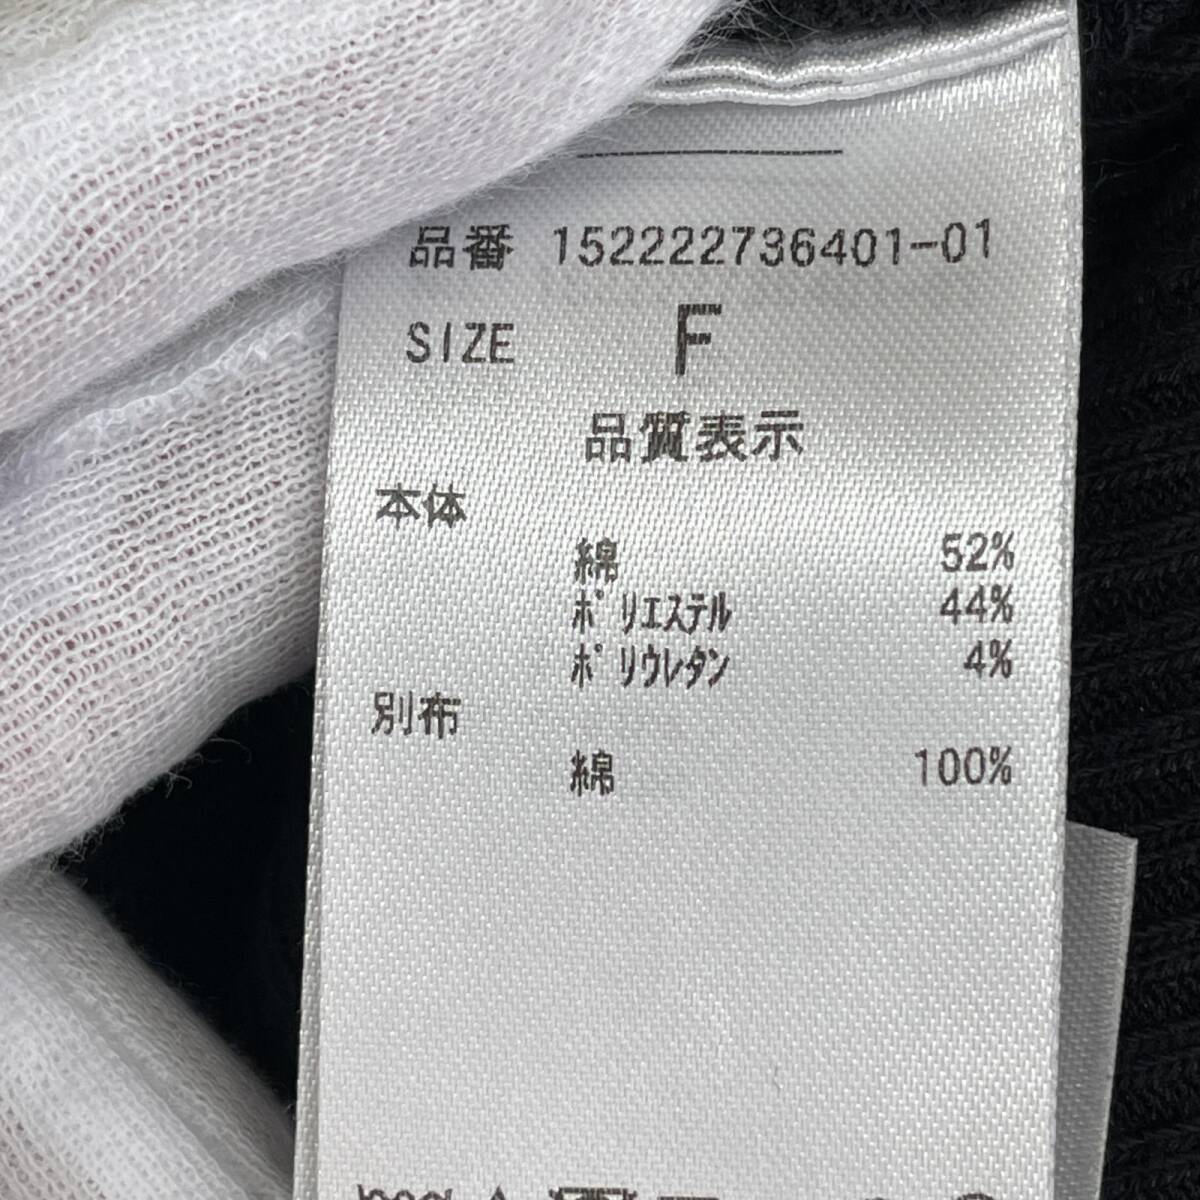 品番 152222736401-01
SIZE F
品質表示
本体
綿 52%
ポリエステル 44%
ポリウレタン 4%
別布
綿 100%